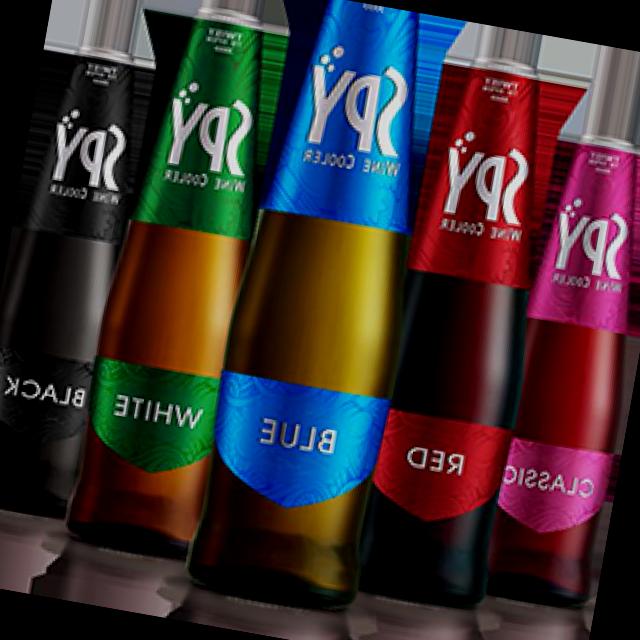 SPY
WINE COOLER
BLACK
SPY
WINE COOLER
WHITE
SPY
WINE COOLER
BLUE
SPY
WINE COOLER
RED
SPY
WINE COOLER
CLASSIC